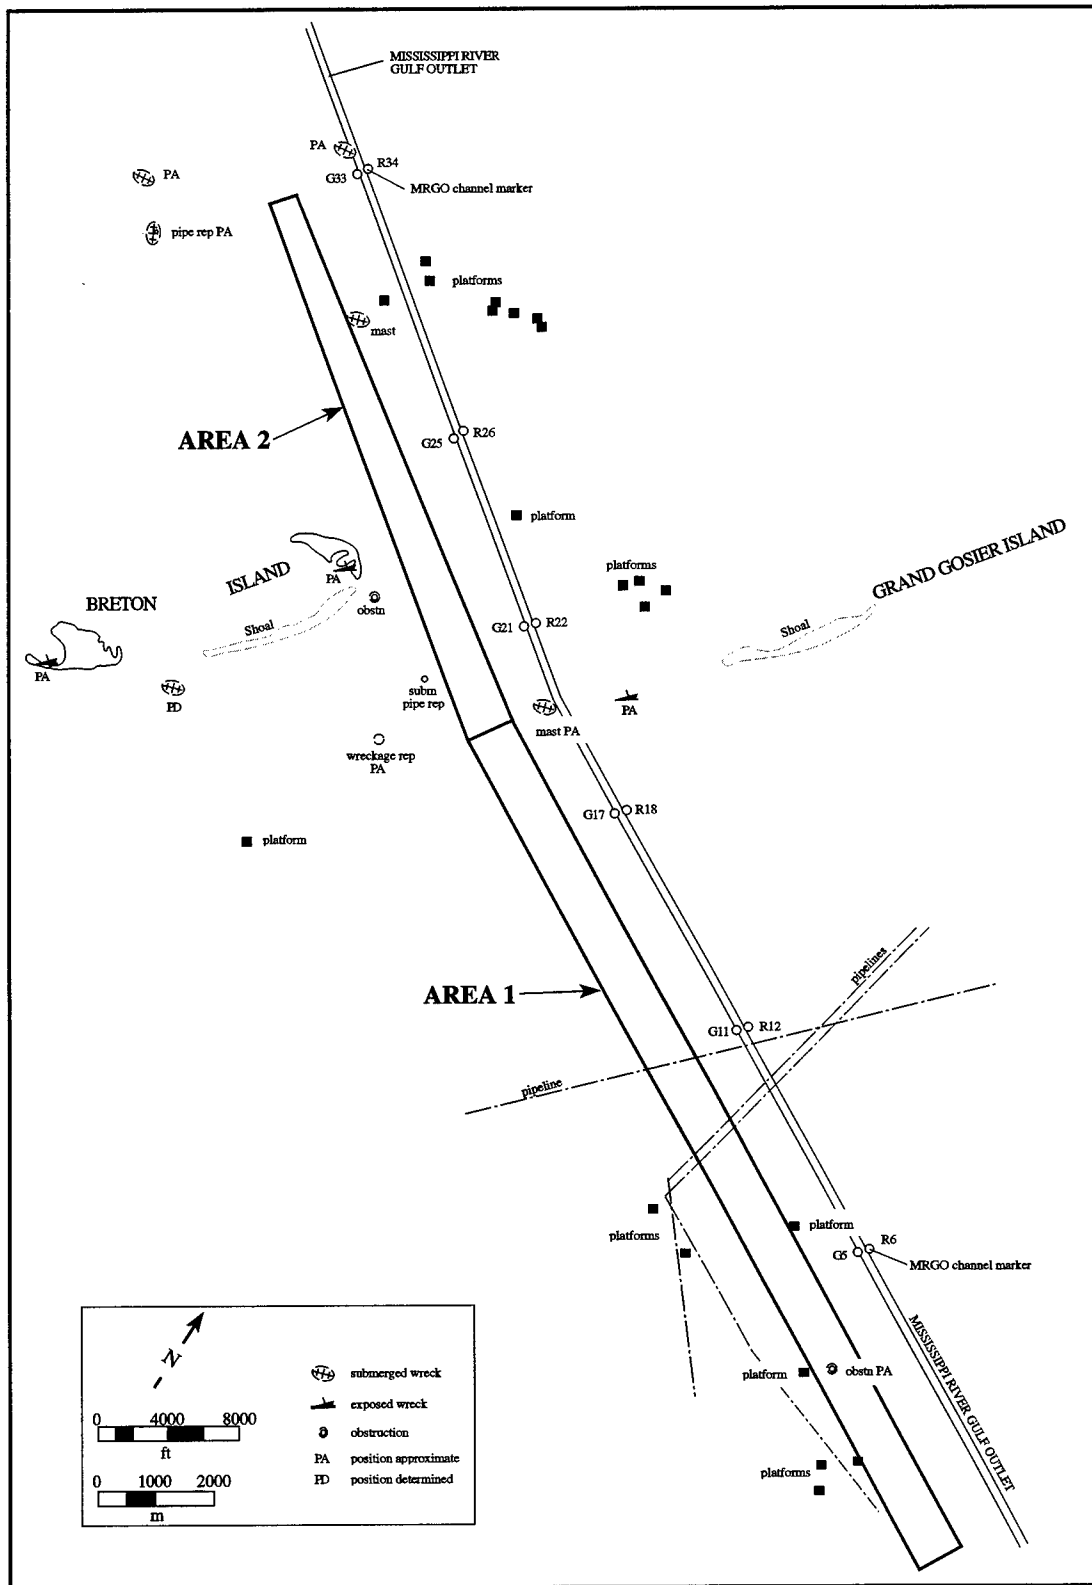 MISSISSIPPI RIVER
GULF OUTLET
PA
R34
G33
MRGO channel marker
PA
pipe rep PA
platforms
mast
AREA 2
G25
R26
platform
platforms
GRAND GOSIER ISLAND
Shoal
BRETON
ISLAND
PA
obstn
Shoal
G21
R22
PA
PD
subm
pipe rep
mast PA
PA
wreckage rep
PA
platform
G17
R18
AREA 1
pipelines
G11
R12
pipeline
platforms
platform
G5
R6
MRGO channel marker
MISSISSIPPI RIVER GULF OUTLET
platform
obstn PA
platforms
N
0 4000 8000
ft
0 1000 2000
m
submerged wreck
exposed wreck
obstruction
PA position approximate
PD position determined